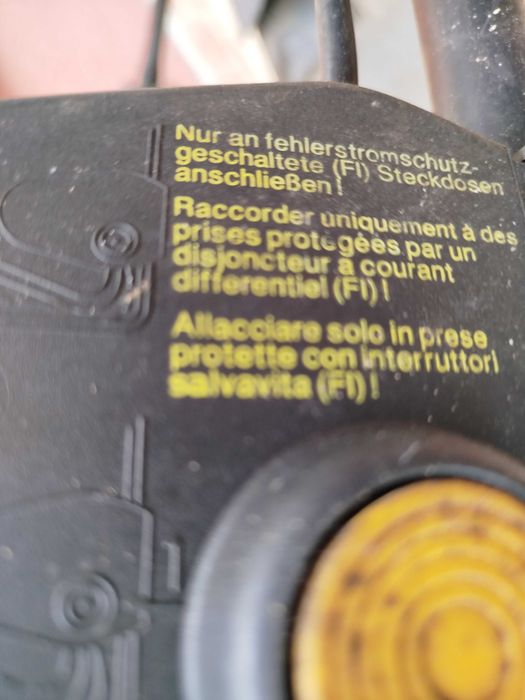 Nur an fehlerstromschutz-
geschaltete (FI) Steckdosen
anschließen!
Raccorder uniquement à des
prises protégées par un
disjoncteur à courant
differentiel (FI)!
Allacciare solo in prese
protette con interruttori
salvavita (FI)!